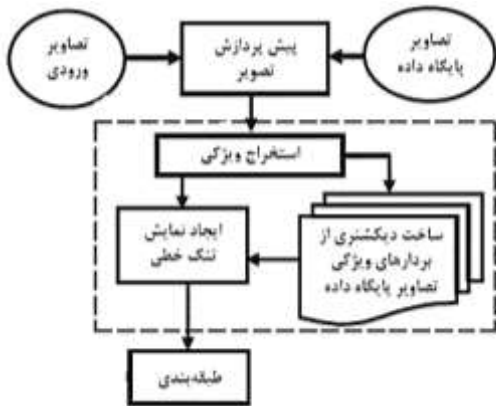 تصاویر
پایگاه داده
پیش پردازش
تصویر
تصاویر
ورودی
استخراج ویژگی
ساخت دیکشنری از
بردارهای ویژگی
تصاویر پایگاه داده
ایجاد نمایش
تنک خطی
طبقه‌بندی